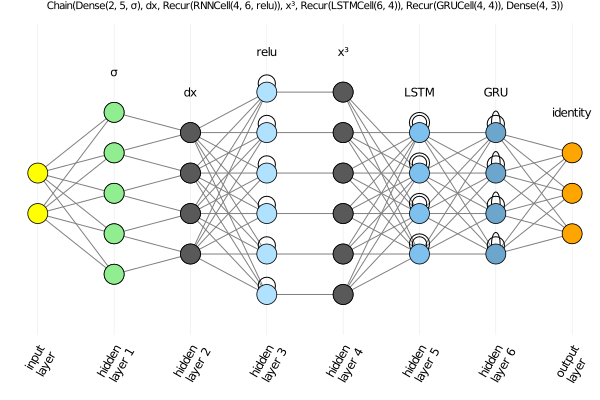 Chain(Dense(2, 5, σ), dx, Recur(RNNCell(4, 6, relu)), x³, Recur(LSTMCell(6, 4)), Recur(GRUCell(4, 4)), Dense(4, 3))
σ
dx
relu
x³
LSTM
GRU
identity
input
layer
hidden
layer 1
hidden
layer 2
hidden
layer 3
hidden
layer 4
hidden
layer 5
hidden
layer 6
output
layer